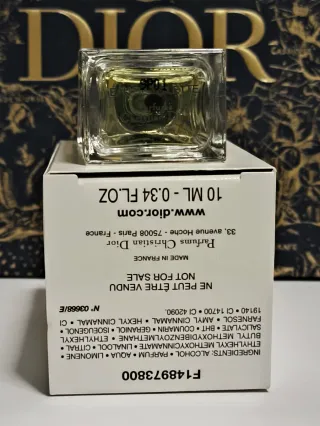 DIOR
F148973800
INGREDIENTS: ALCOHOL • PARFUM • AQUA • LIMONENE •
ETHYLHEXYL METHOXYCINNAMATE • LINALOOL • CITRAL •
BUTYL METHOXYDIBENZOYLMETHANE • ETHYLHEXYL
SALICYLATE • BHT • COUMARIN • GERANIOL • ISOEUGENOL •
FARNESOL • AMYL CINNAMAL • HEXYL CINNAMAL • CI
19140 • CI 14700 • CI 42090. N° 03668/E
NE PEUT ÊTRE VENDU
NOT FOR SALE
MADE IN FRANCE
Parfums Christian Dior
33, avenue Hoche - 75008 Paris - France
www.dior.com
10 ML - 0.34 FL.OZ